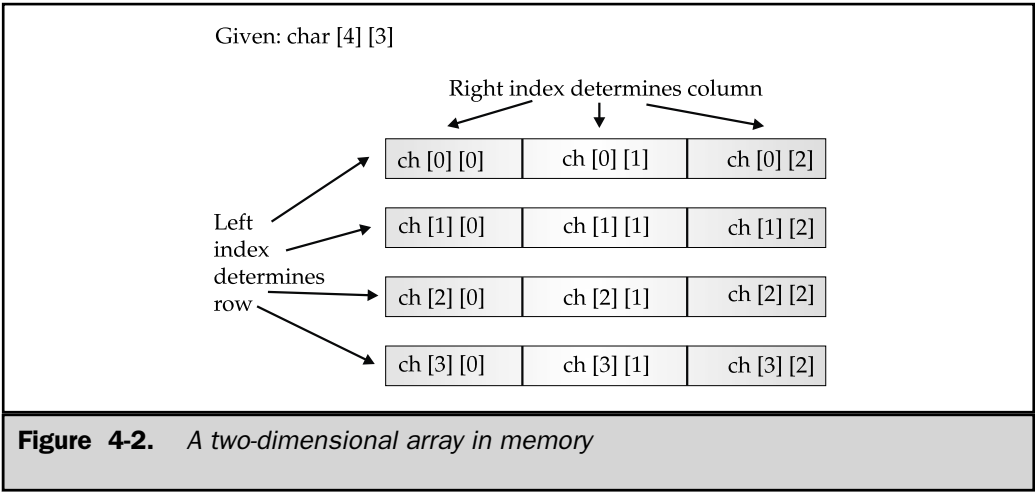 Given: char [4] [3]
Right index determines column
ch [0] [0] ch [0] [1] ch [0] [2]
Left
index
determines
row
ch [1] [0] ch [1] [1] ch [1] [2]
ch [2] [0] ch [2] [1] ch [2] [2]
ch [3] [0] ch [3] [1] ch [3] [2]
Figure 4-2. A two-dimensional array in memory